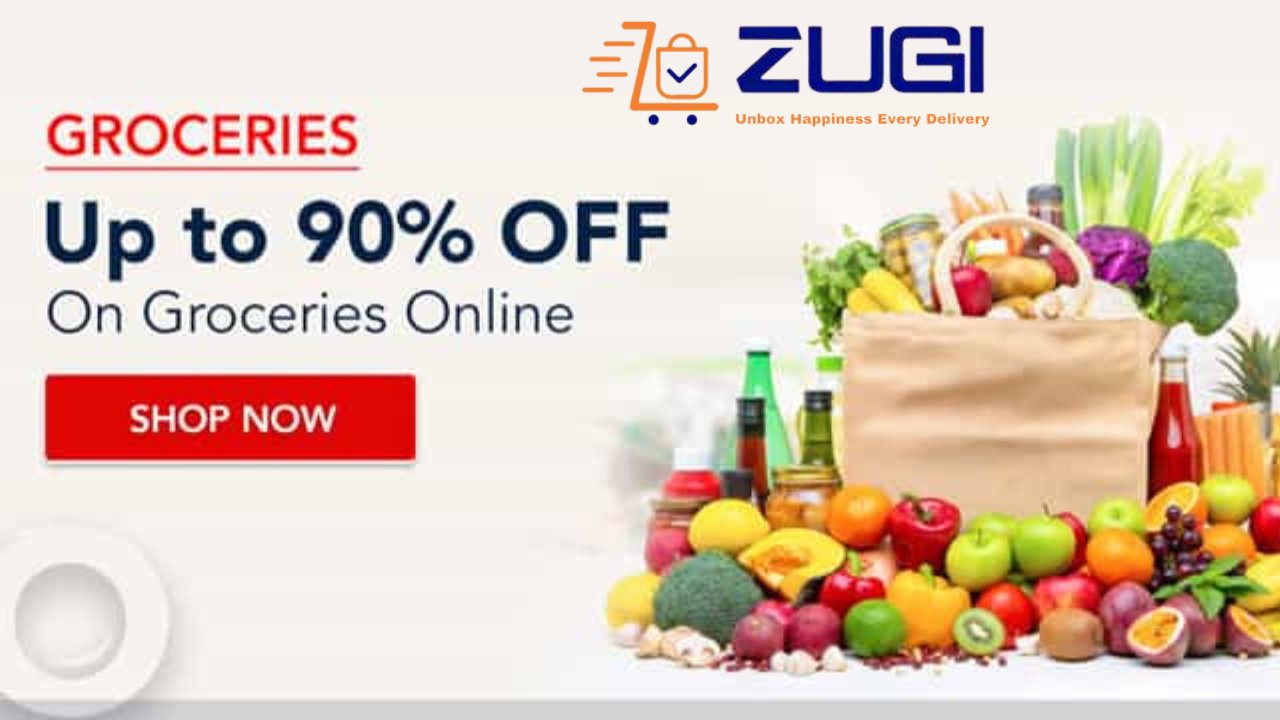 ZUGI
Unbox Happiness Every Delivery
GROCERIES
Up to 90% OFF
On Groceries Online
SHOP NOW